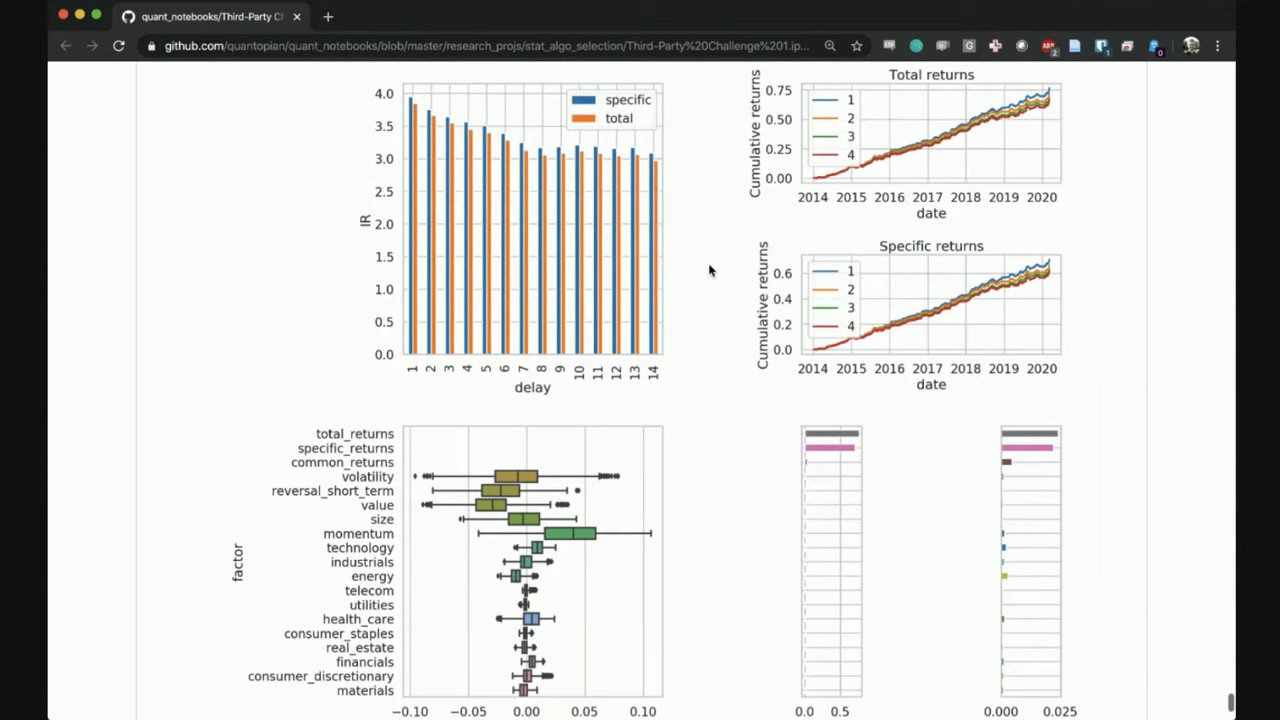 quant_notebooks/Third-Party Ch
github.com/quantopian/quant_notebooks/blob/master/research_projs/stat_algo_selection/Third-Party%20Challenge%201.ip...
4.0
3.5
3.0
2.5
2.0
1.5
1.0
0.5
0.0
IR
specific
total
1 2 3 4 5 6 7 8 9 10 11 12 13 14
delay
Total returns
Cumulative returns
0.75
0.50
0.25
0.00
1
2
3
4
2014 2015 2016 2017 2018 2019 2020
date
Specific returns
Cumulative returns
0.6
0.4
0.2
0.0
1
2
3
4
2014 2015 2016 2017 2018 2019 2020
date
factor
total_returns
specific_returns
common_returns
volatility
reversal_short_term
value
size
momentum
technology
industrials
energy
telecom
utilities
health_care
consumer_staples
real_estate
financials
consumer_discretionary
materials
−0.10 −0.05 0.00 0.05 0.10
0.0 0.5
0.000 0.025